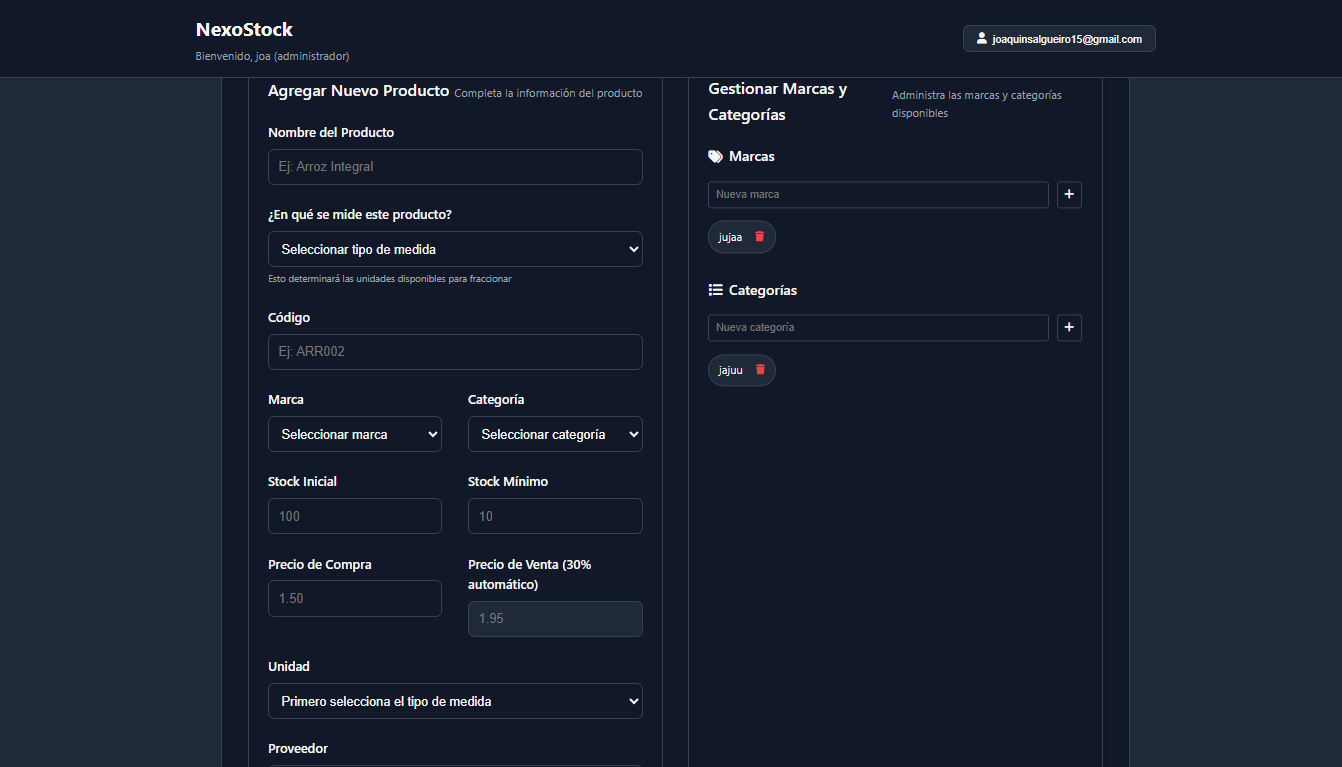 NexoStock
Bienvenido, joa (administrador)
joaquinsalgueiro15@gmail.com
Agregar Nuevo Producto Completa la información del producto
Nombre del Producto
Ej: Arroz Integral
¿En qué se mide este producto?
Seleccionar tipo de medida
Esto determinará las unidades disponibles para fraccionar
Código
Ej: ARR002
Marca
Seleccionar marca
Categoría
Seleccionar categoría
Stock Inicial
100
Stock Mínimo
10
Precio de Compra
1.50
Precio de Venta (30%
automático)
1.95
Unidad
Primero selecciona el tipo de medida
Proveedor
Gestionar Marcas y
Categorías
Administra las marcas y categorías
disponibles
Marcas
Nueva marca
+
jujaa
Categorías
Nueva categoría
+
jajuu